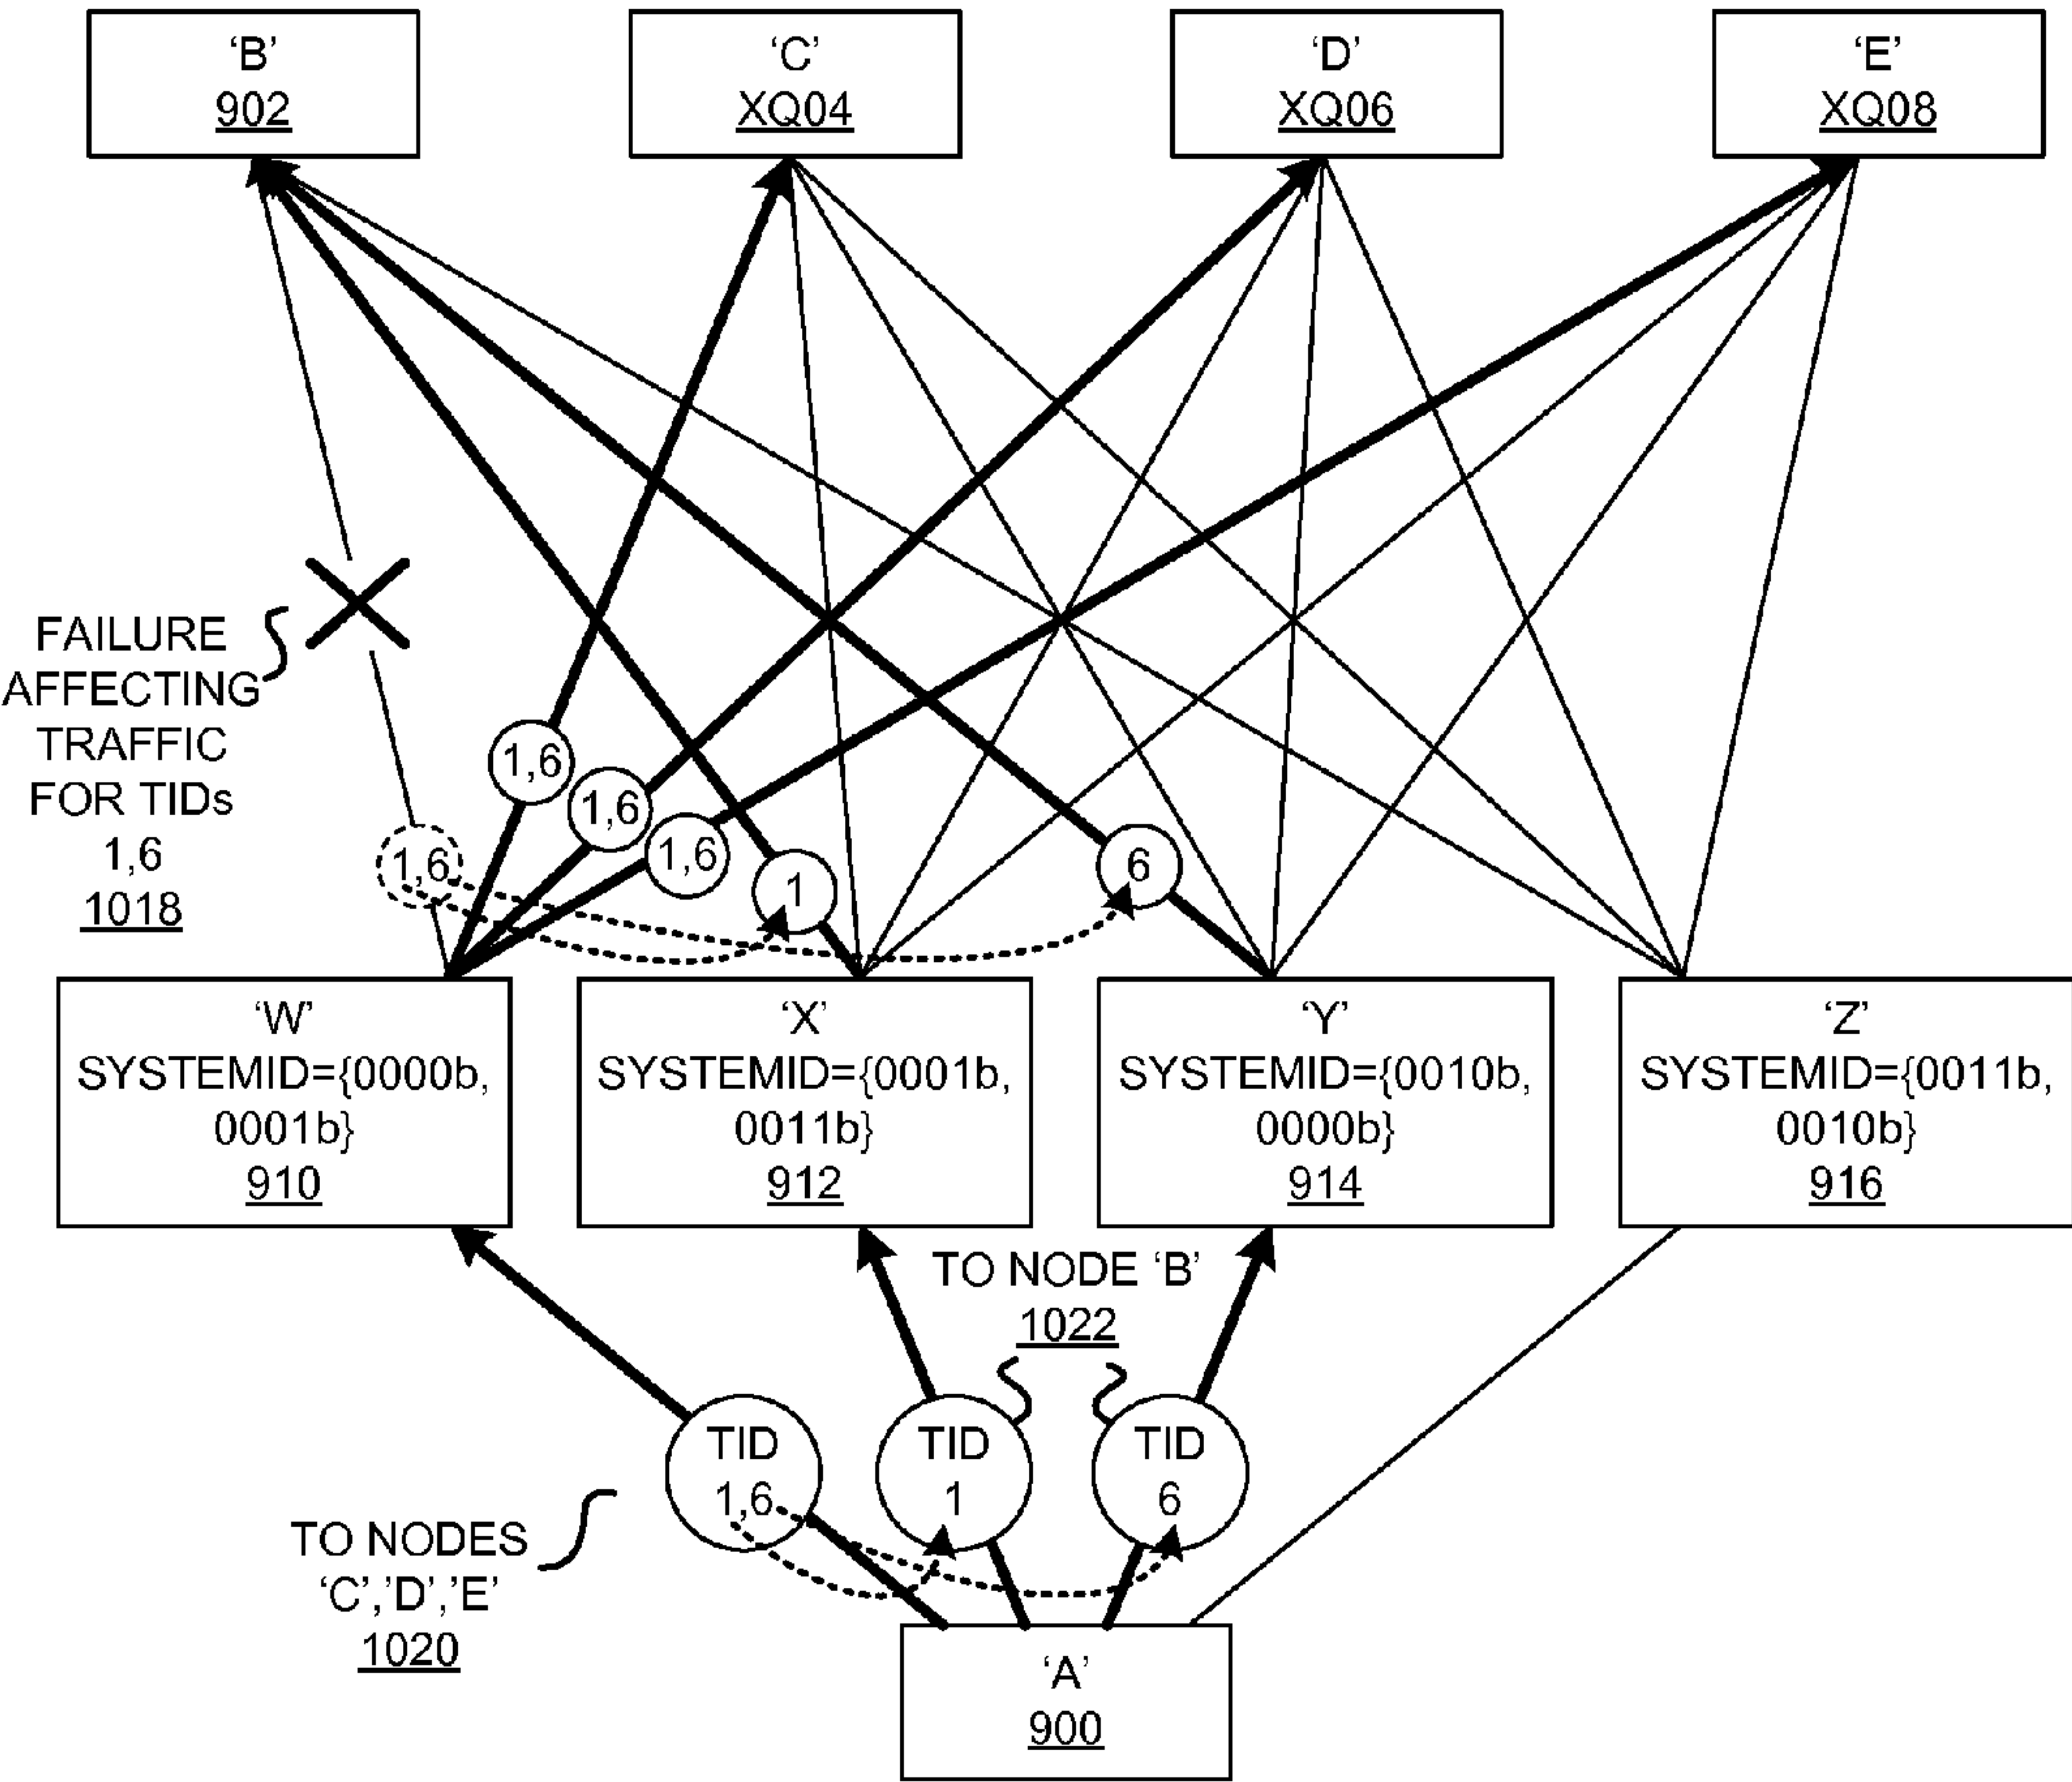 ‘B’
902
‘C’
XQ04
‘D’
XQ06
‘E’
XQ08
FAILURE
AFFECTING
TRAFFIC
FOR TIDs
1,6
1018
1,6
1,6
1,6
1,6
1
6
‘W’
SYSTEMID={0000b,
0001b}
910
‘X’
SYSTEMID={0001b,
0011b}
912
‘Y’
SYSTEMID={0010b,
0000b}
914
‘Z’
SYSTEMID={0011b,
0010b}
916
TO NODE ‘B’
1022
TID
1,6
TID
1
TID
6
TO NODES
‘C’,’D’,’E’
1020
‘A’
900